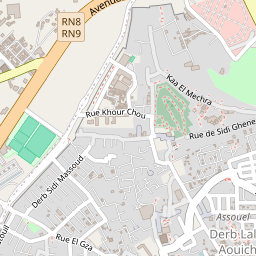 RN8
RN9
Avenue
Kaa El Mechra
Rue Khour Chou
Rue de Sidi Ghene
Derb Sidi Massoud
Assouel
Derb Lal
Aouich
Rue El Gza